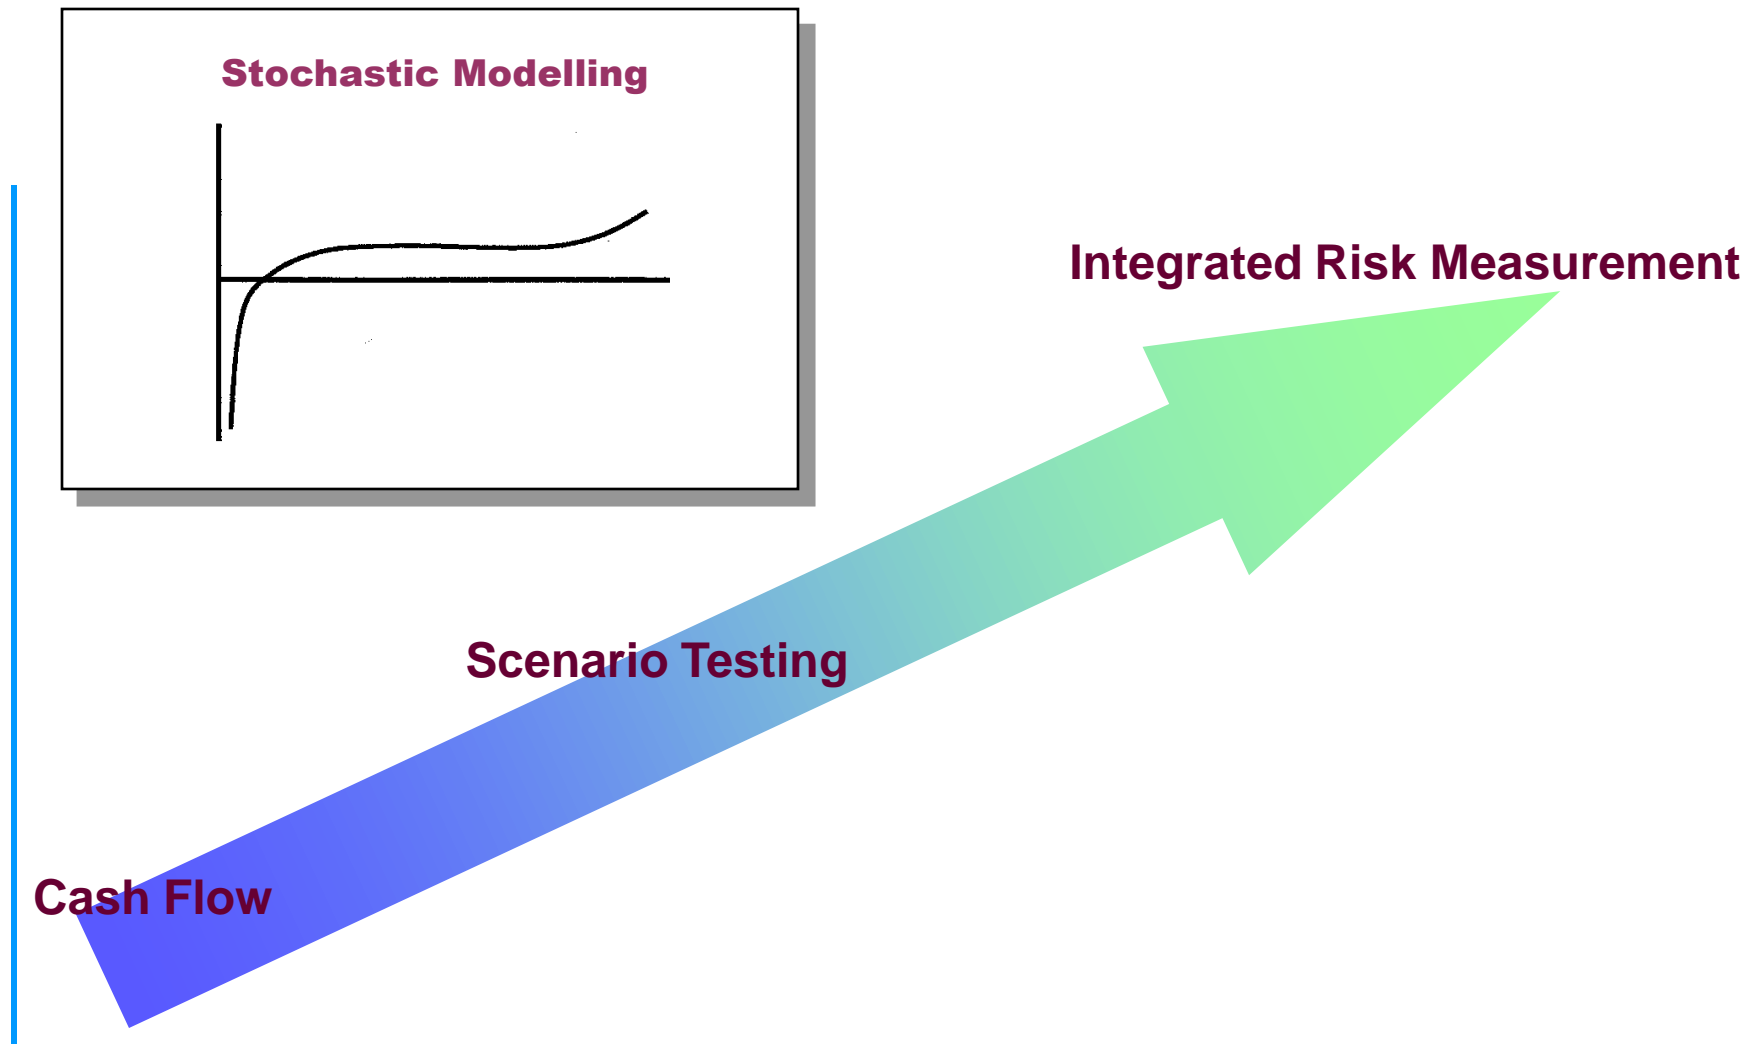 Stochastic Modelling
Integrated Risk Measurement
Scenario Testing
Cash Flow